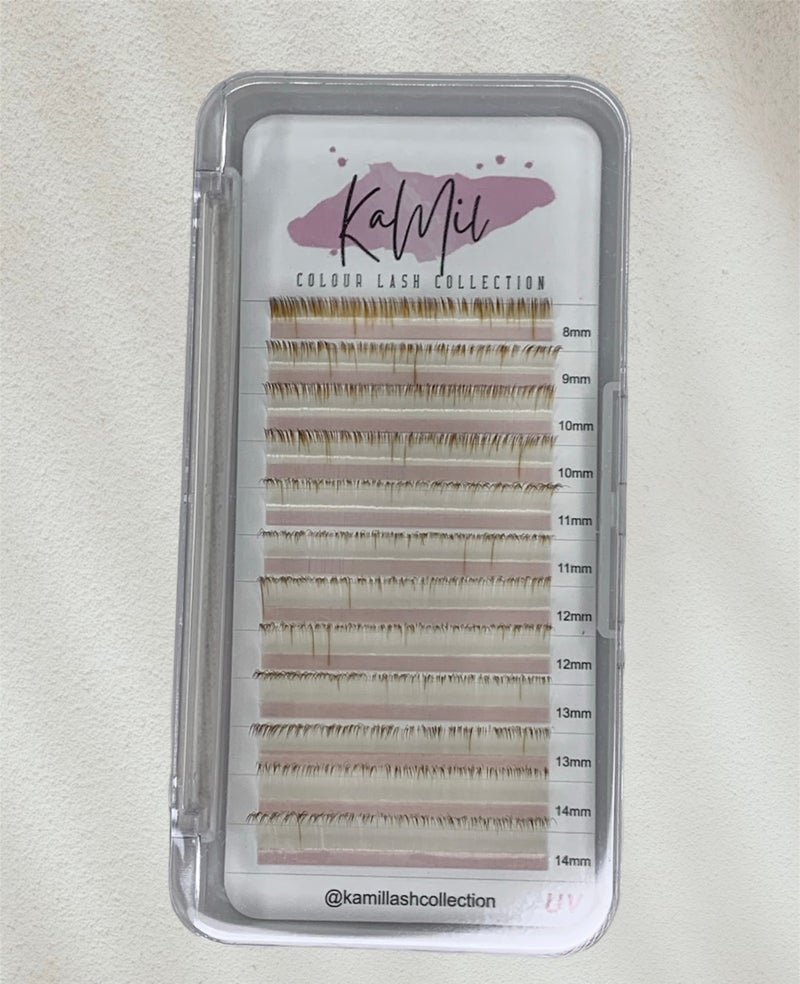 KaMil
COLOUR LASH COLLECTION
8mm
9mm
10mm
10mm
11mm
11mm
12mm
12mm
13mm
13mm
14mm
14mm
@kamillashcollection
UV